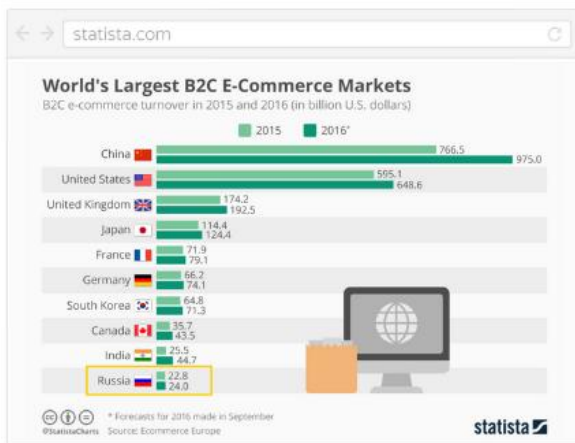 statista.com
World's Largest B2C E-Commerce Markets
B2C e-commerce turnover in 2015 and 2016 (in billion U.S. dollars)
2015 2016*
China 766.5
975.0
United States 595.1
648.6
United Kingdom 174.2
192.5
Japan 114.4
124.4
France 71.9
79.1
Germany 66.2
74.1
South Korea 64.8
71.3
Canada 35.7
43.5
India 25.5
44.7
Russia 22.8
24.0
* Forecasts for 2016 made in September
@StatistaCharts Source: Ecommerce Europe
statista